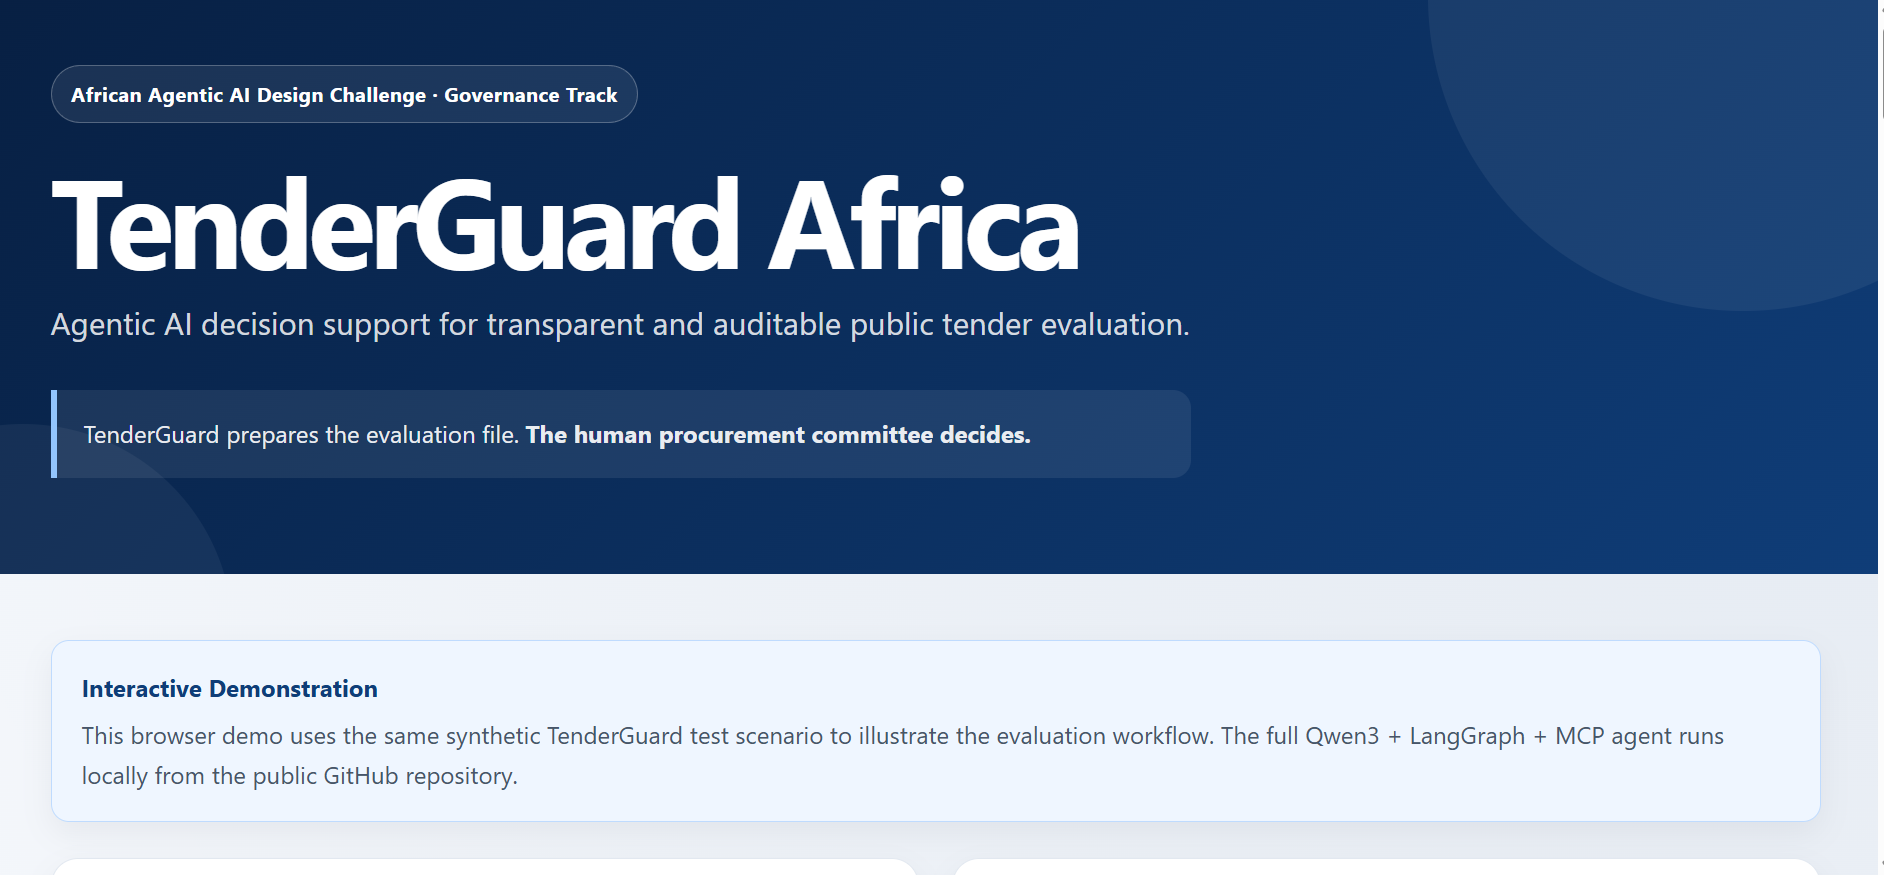 African Agentic AI Design Challenge · Governance Track
TenderGuard Africa
Agentic AI decision support for transparent and auditable public tender evaluation.
TenderGuard prepares the evaluation file. The human procurement committee decides.
Interactive Demonstration
This browser demo uses the same synthetic TenderGuard test scenario to illustrate the evaluation workflow. The full Qwen3 + LangGraph + MCP agent runs
locally from the public GitHub repository.